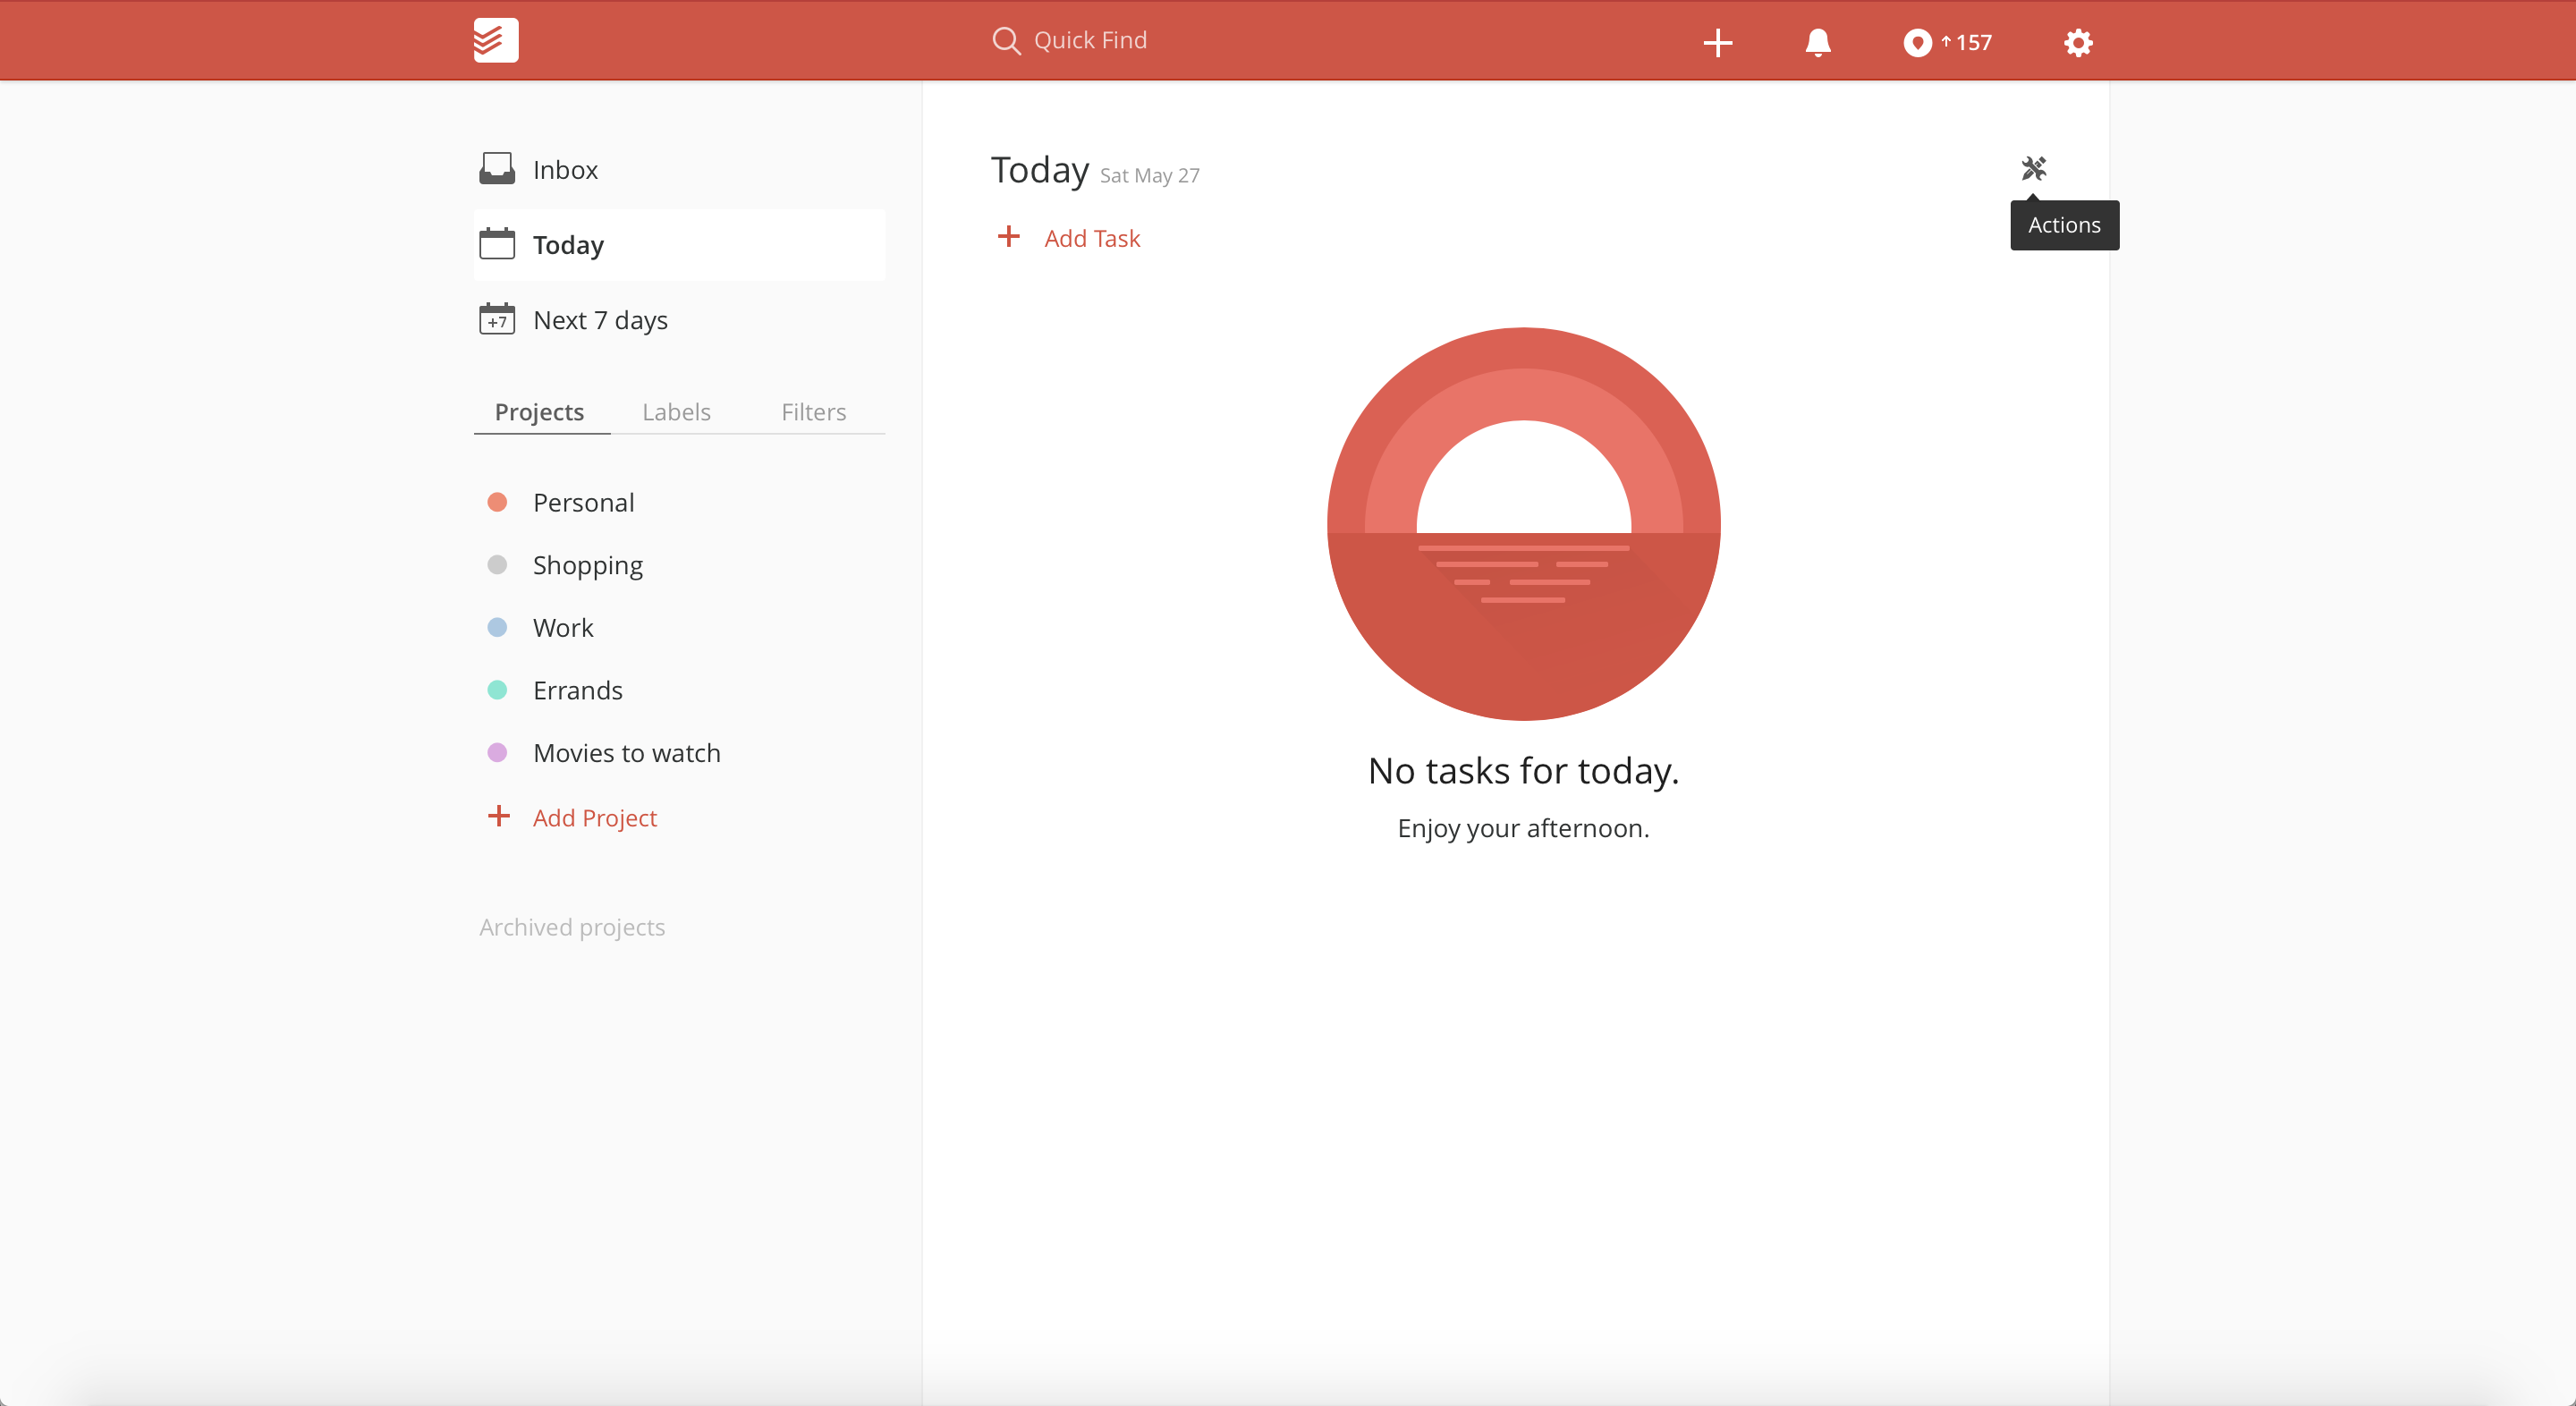 Quick Find
↑ 157
Inbox
Today
+7 Next 7 days
Projects Labels Filters
Personal
Shopping
Work
Errands
Movies to watch
+ Add Project
Archived projects
Today Sat May 27
Actions
+ Add Task
No tasks for today.
Enjoy your afternoon.